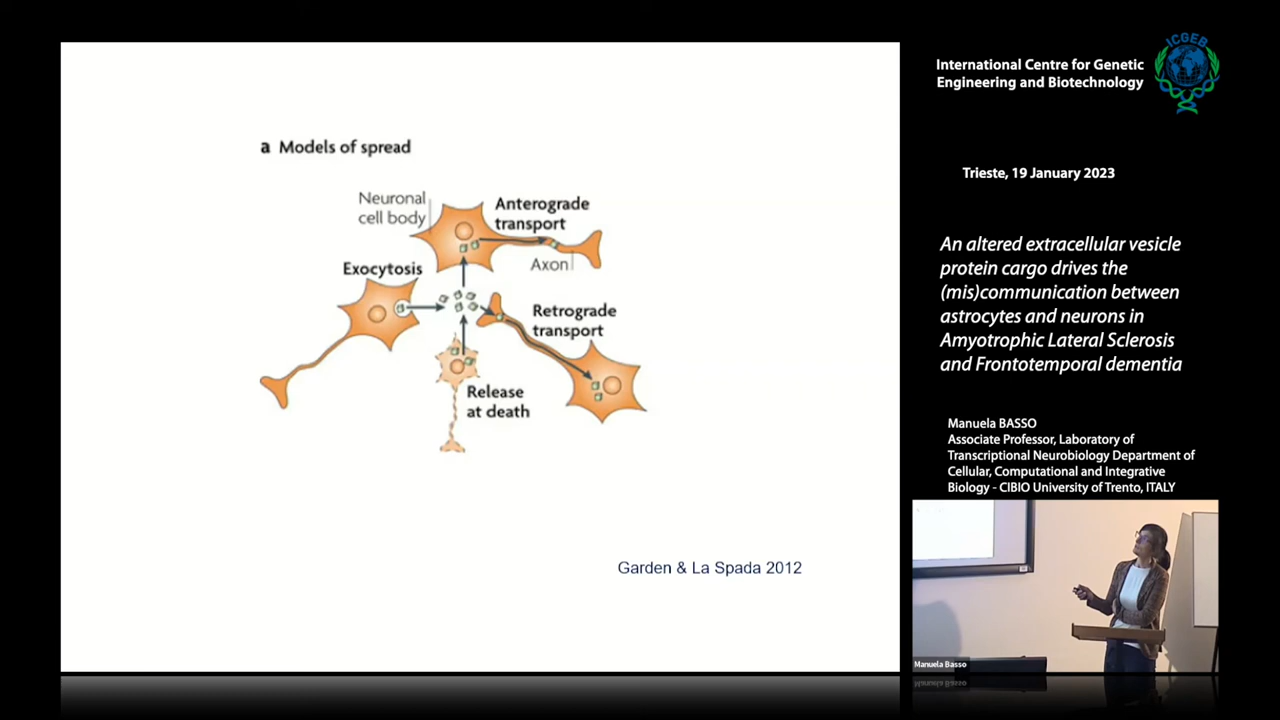 a Models of spread
Neuronal
cell body
Anterograde
transport
Axon
Exocytosis
Retrograde
transport
Release
at death
Garden & La Spada 2012
International Centre for Genetic
Engineering and Biotechnology
ICGEB
Trieste, 19 January 2023
An altered extracellular vesicle
protein cargo drives the
(mis)communication between
astrocytes and neurons in
Amyotrophic Lateral Sclerosis
and Frontotemporal dementia
Manuela BASSO
Associate Professor, Laboratory of
Transcriptional Neurobiology Department of
Cellular, Computational and Integrative
Biology - CIBIO University of Trento, ITALY
Manuela Basso